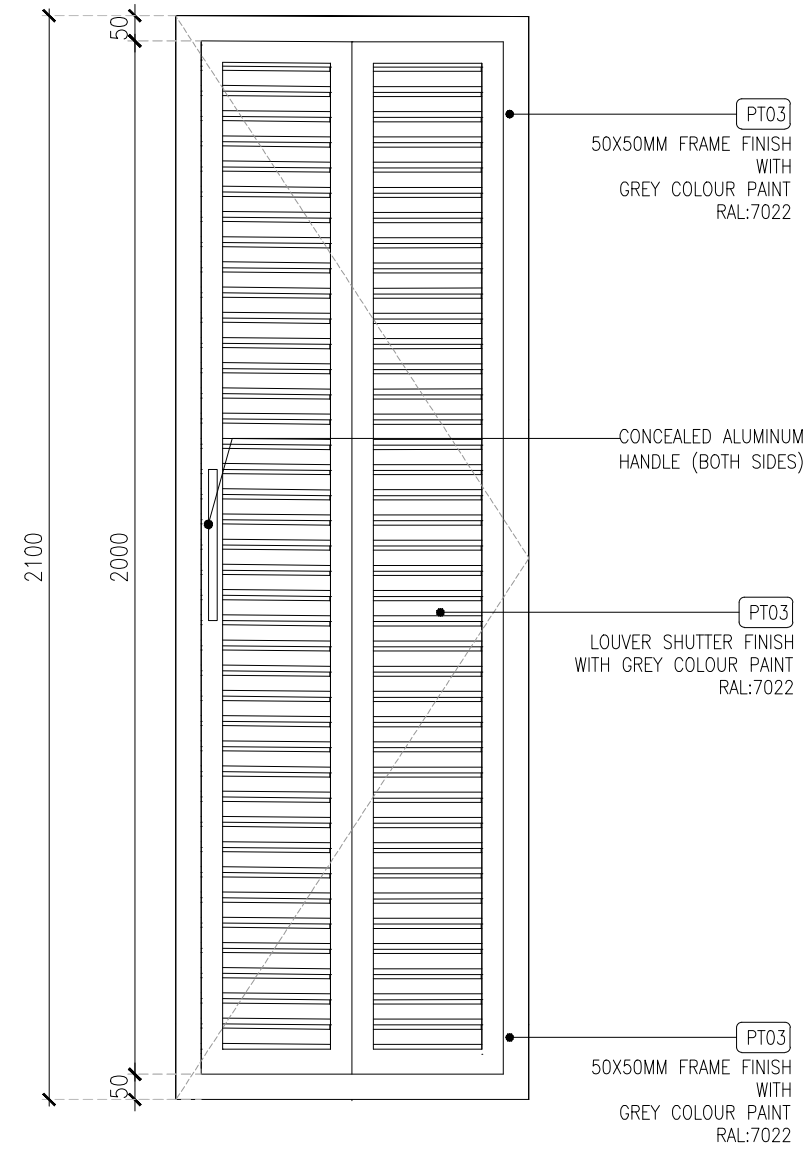 50
PT03
50X50MM FRAME FINISH
WITH
GREY COLOUR PAINT
RAL:7022
CONCEALED ALUMINUM
HANDLE (BOTH SIDES)
2100
2000
PT03
LOUVER SHUTTER FINISH
WITH GREY COLOUR PAINT
RAL:7022
50
PT03
50X50MM FRAME FINISH
WITH
GREY COLOUR PAINT
RAL:7022